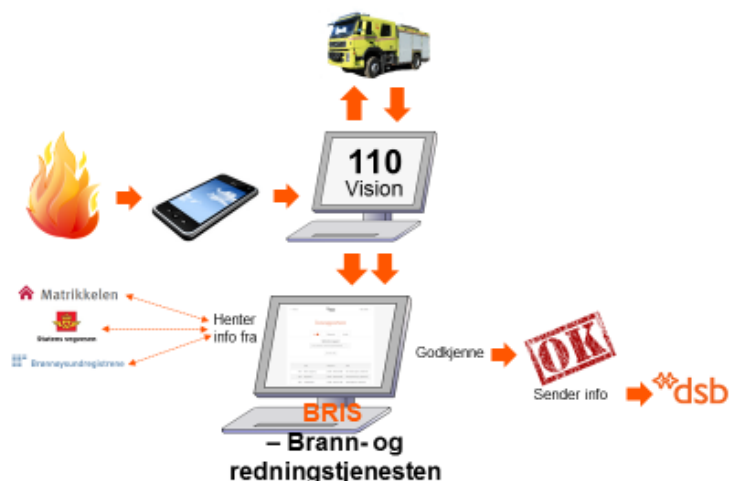 110
Vision
Matrikkelen
Statens vegvesen
Brønnøysundregistrene
Henter
info fra
Godkjenne
OK
Sender info
dsb
BRIS
– Brann- og
redningstjenesten